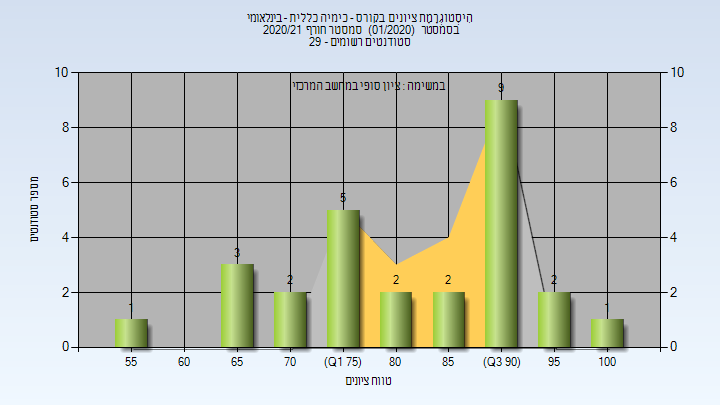 היסטוגרמת ציונים בקורס - כימיה כללית - בינלאומי
בסמסטר (01/2020) סמסטר חורף 2020/21
סטודנטים רשומים - 29
במשימה : ציון סופי במחשב המרכזי
מספר סטודנטים
10 8 6 4 2 0
10 8 6 4 2 0
1 3 2 5 2 2 9 2 1
55 60 65 70 (Q1 75) 80 85 (Q3 90) 95 100
טווח ציונים